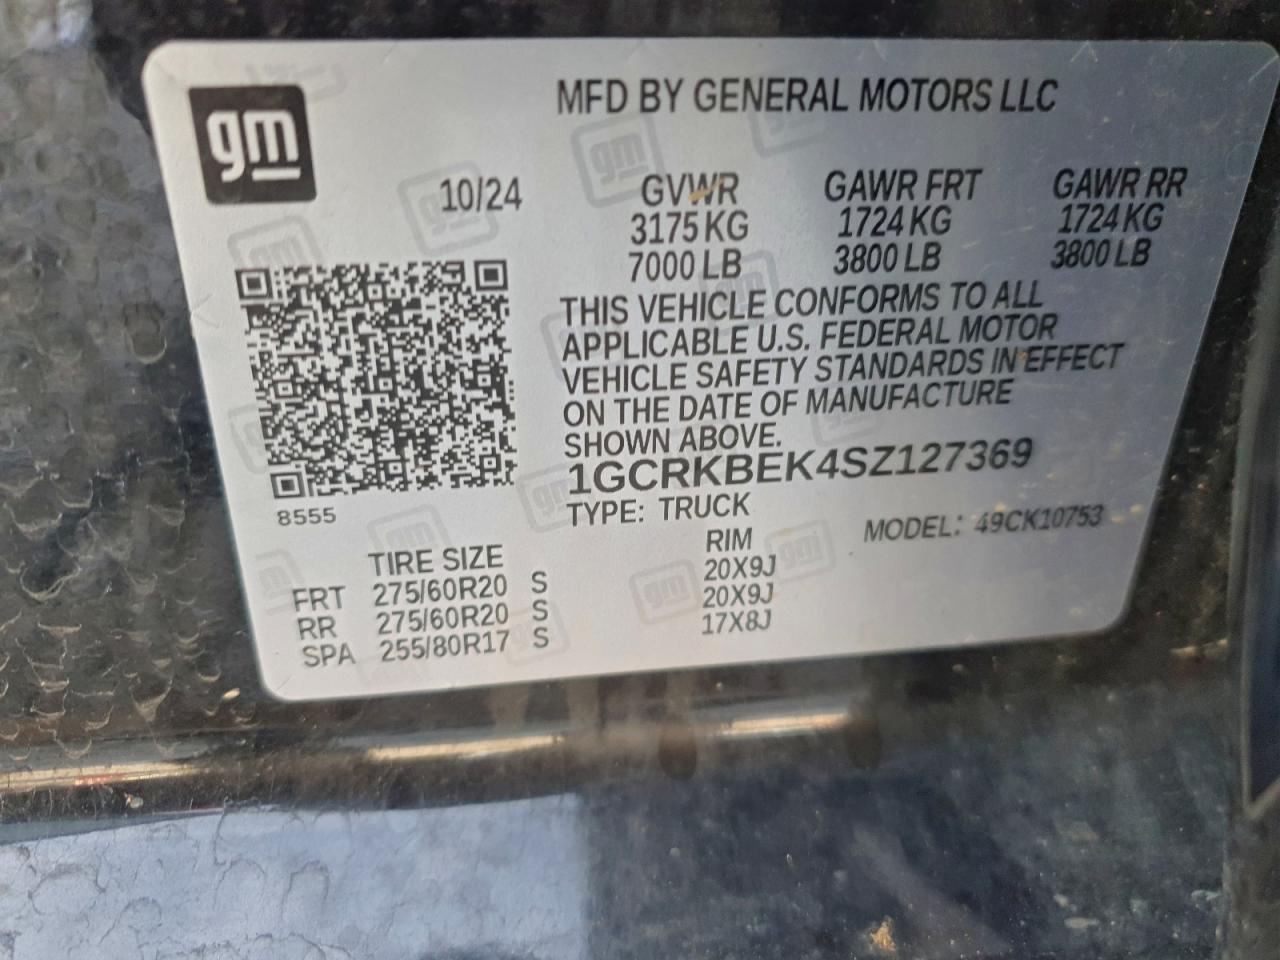 gm
MFD BY GENERAL MOTORS LLC
10/24
GVWR GAWR FRT GAWR RR
3175 KG 1724 KG 1724 KG
7000 LB 3800 LB 3800 LB
THIS VEHICLE CONFORMS TO ALL
APPLICABLE U.S. FEDERAL MOTOR
VEHICLE SAFETY STANDARDS IN EFFECT
ON THE DATE OF MANUFACTURE
SHOWN ABOVE.
1GCRKBEK4SZ127369
8555
TYPE: TRUCK
MODEL: 49CK10753
TIRE SIZE RIM
FRT 275/60R20 S 20X9J
RR 275/60R20 S 20X9J
SPA 255/80R17 S 17X8J